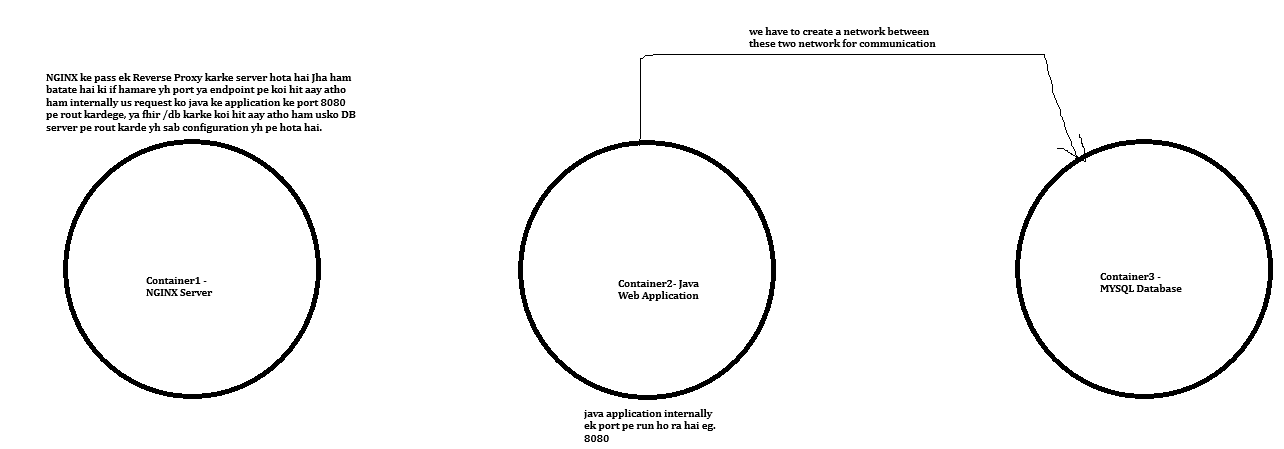 we have to create a network between
these two network for communication
NGINX ke pass ek Reverse Proxy karke server hota hai Jha ham
batate hai ki if hamare yh port ya endpoint pe koi hit aay atho
ham internally us request ko java ke application ke port 8080
pe rout kardege, ya fhir /db karke koi hit aay atho ham usko DB
server pe rout karde yh sab configuration yh pe hota hai.
Container1 -
NGINX Server
Container2- Java
Web Application
Container3 -
MYSQL Database
java application internally
ek port pe run ho ra hai eg.
8080